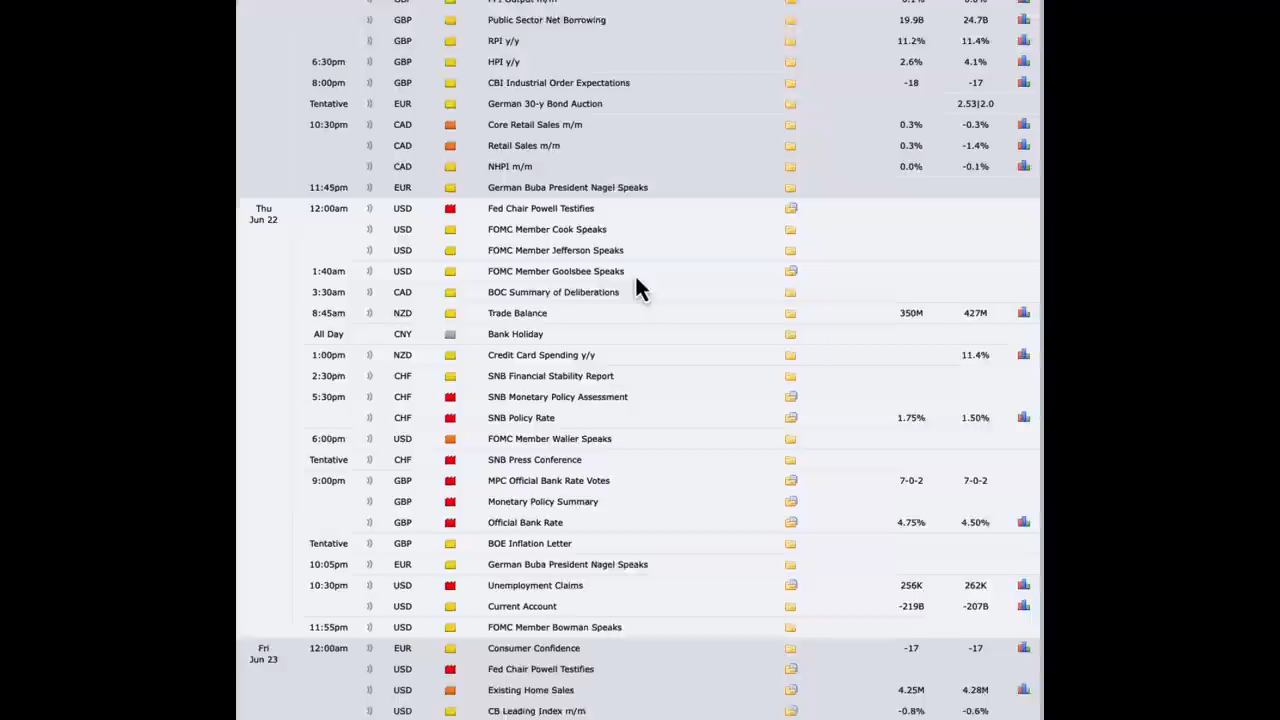 GBP Public Sector Net Borrowing 19.9B 24.7B
GBP RPI y/y 11.2% 11.4%
6:30pm GBP HPI y/y 2.6% 4.1%
8:00pm GBP CBI Industrial Order Expectations -18 -17
Tentative EUR German 30-y Bond Auction 2.53|2.0
10:30pm CAD Core Retail Sales m/m 0.3% -0.3%
CAD Retail Sales m/m 0.3% -1.4%
CAD NHPI m/m 0.0% -0.1%
11:45pm EUR German Buba President Nagel Speaks
Thu Jun 22 12:00am USD Fed Chair Powell Testifies
USD FOMC Member Cook Speaks
USD FOMC Member Jefferson Speaks
1:40am USD FOMC Member Goolsbee Speaks
3:30am CAD BOC Summary of Deliberations
8:45am NZD Trade Balance 350M 427M
All Day CNY Bank Holiday
1:00pm NZD Credit Card Spending y/y 11.4%
2:30pm CHF SNB Financial Stability Report
5:30pm CHF SNB Monetary Policy Assessment
CHF SNB Policy Rate 1.75% 1.50%
6:00pm USD FOMC Member Waller Speaks
Tentative CHF SNB Press Conference
9:00pm GBP MPC Official Bank Rate Votes 7-0-2 7-0-2
GBP Monetary Policy Summary
GBP Official Bank Rate 4.75% 4.50%
Tentative GBP BOE Inflation Letter
10:05pm EUR German Buba President Nagel Speaks
10:30pm USD Unemployment Claims 256K 262K
USD Current Account -219B -207B
11:55pm USD FOMC Member Bowman Speaks
Fri Jun 23 12:00am EUR Consumer Confidence -17 -17
USD Fed Chair Powell Testifies
USD Existing Home Sales 4.25M 4.28M
USD CB Leading Index m/m -0.8% -0.6%